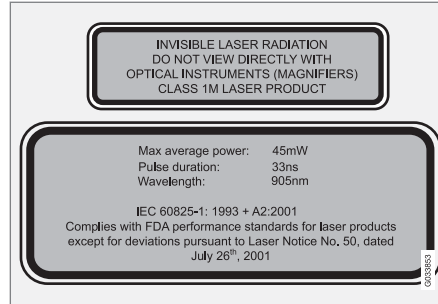 INVISIBLE LASER RADIATION
DO NOT VIEW DIRECTLY WITH
OPTICAL INSTRUMENTS (MAGNIFIERS)
CLASS 1M LASER PRODUCT
Max average power: 45mW
Pulse duration: 33ns
Wavelength: 905nm
IEC 60825-1: 1993 + A2:2001
Complies with FDA performance standards for laser products
except for deviations pursuant to Laser Notice No. 50, dated
July 26th, 2001
G033853